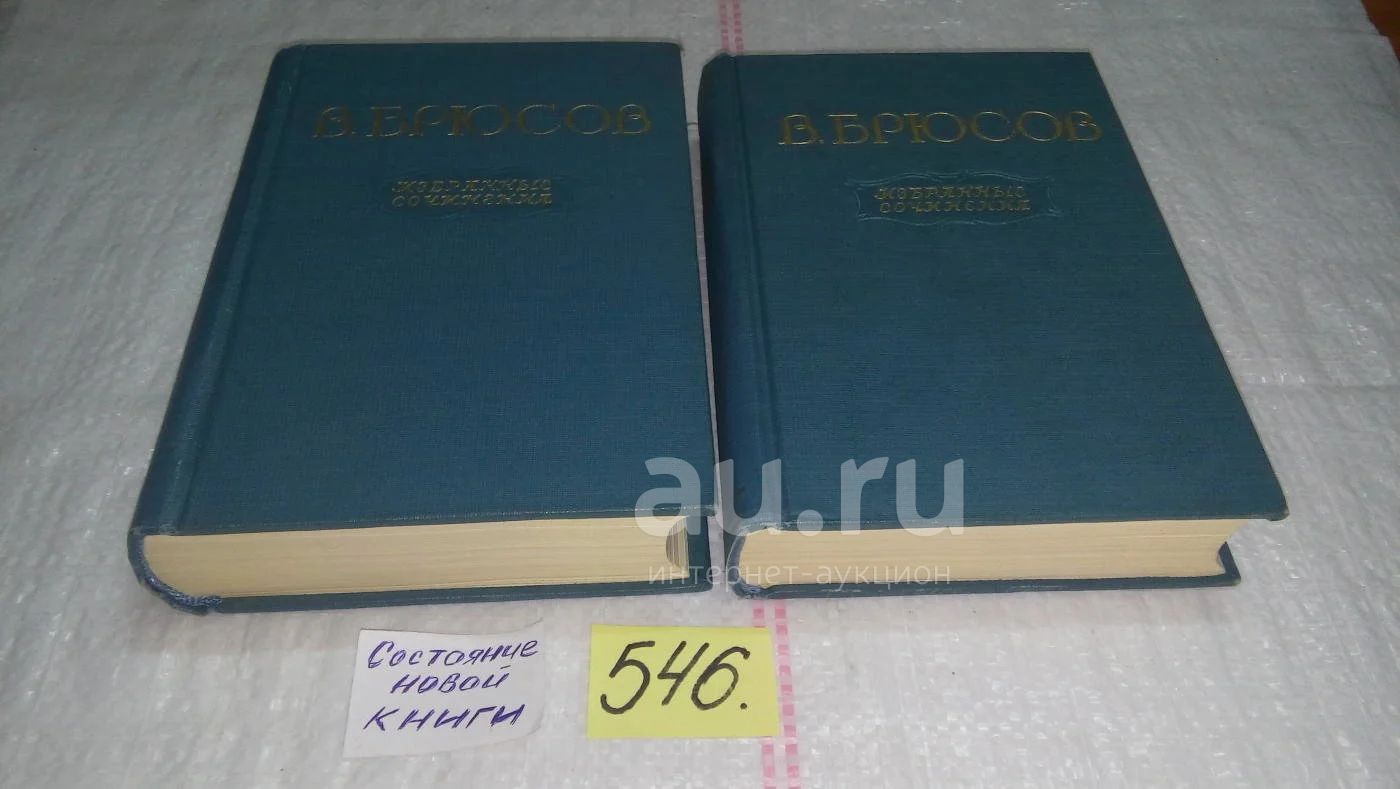 В. БРЮСОВ
ИЗБРАННЫЕ
СОЧИНЕНИЯ
В. БРЮСОВ
ИЗБРАННЫЕ
СОЧИНЕНИЯ
au.ru
интернет-аукцион
Состояние
новой
книги
546.